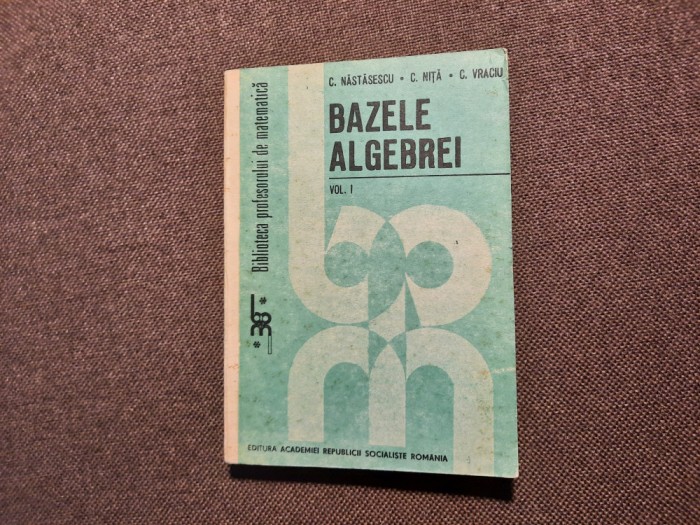 C. NĂSTĂSESCU • C. NIȚĂ • C. VRACIU
BAZELE
ALGEBREI
VOL. I
Biblioteca profesorului de matematică
EDITURA ACADEMIEI REPUBLICII SOCIALISTE ROMÂNIA